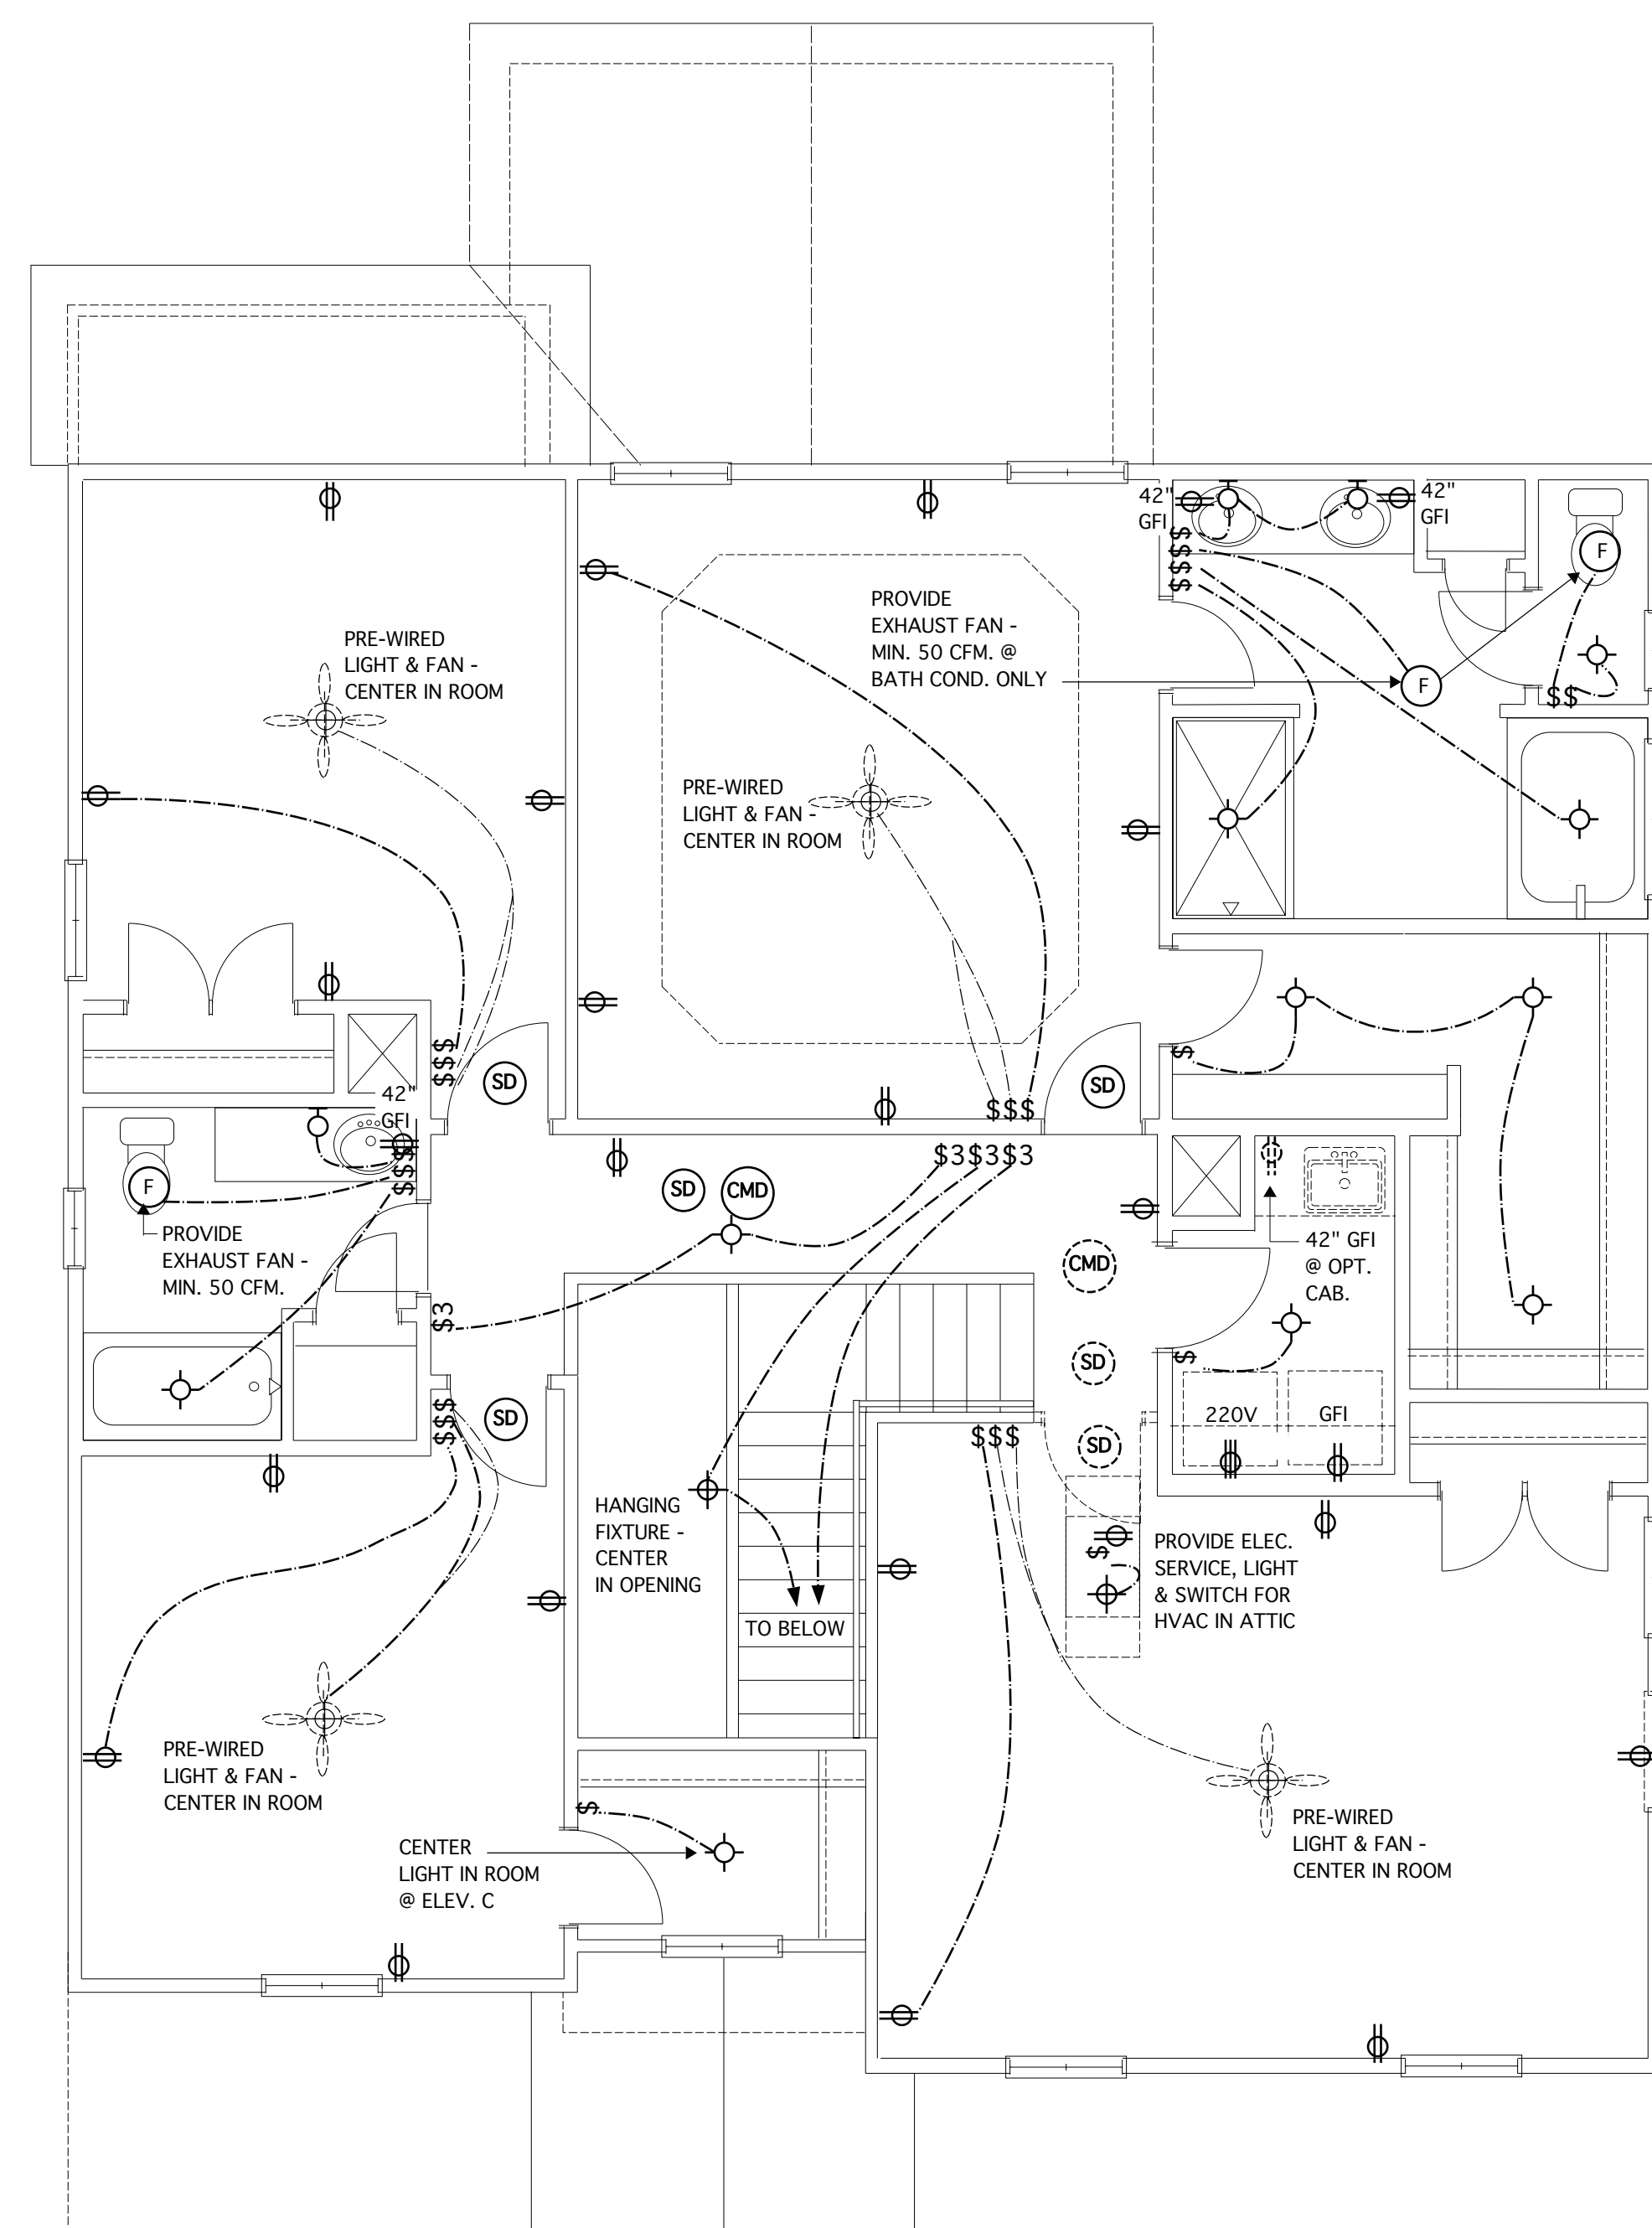 42"
GFI
42"
GFI
$
$
$
$
F
PROVIDE
EXHAUST FAN -
MIN. 50 CFM. @
BATH COND. ONLY
F
$$
PRE-WIRED
LIGHT & FAN -
CENTER IN ROOM
PRE-WIRED
LIGHT & FAN -
CENTER IN ROOM
$$$
SD
SD
$
$$$
42"
GFI
$$$
F
PROVIDE
EXHAUST FAN -
MIN. 50 CFM.
$3$3$3
SD
CMD
CMD
42" GFI
@ OPT.
CAB.
$3
SD
$
220V
GFI
$$$
SD
$$$
SD
HANGING
FIXTURE -
CENTER
IN OPENING
TO BELOW
$
PROVIDE ELEC.
SERVICE, LIGHT
& SWITCH FOR
HVAC IN ATTIC
PRE-WIRED
LIGHT & FAN -
CENTER IN ROOM
$
CENTER
LIGHT IN ROOM
@ ELEV. C
PRE-WIRED
LIGHT & FAN -
CENTER IN ROOM